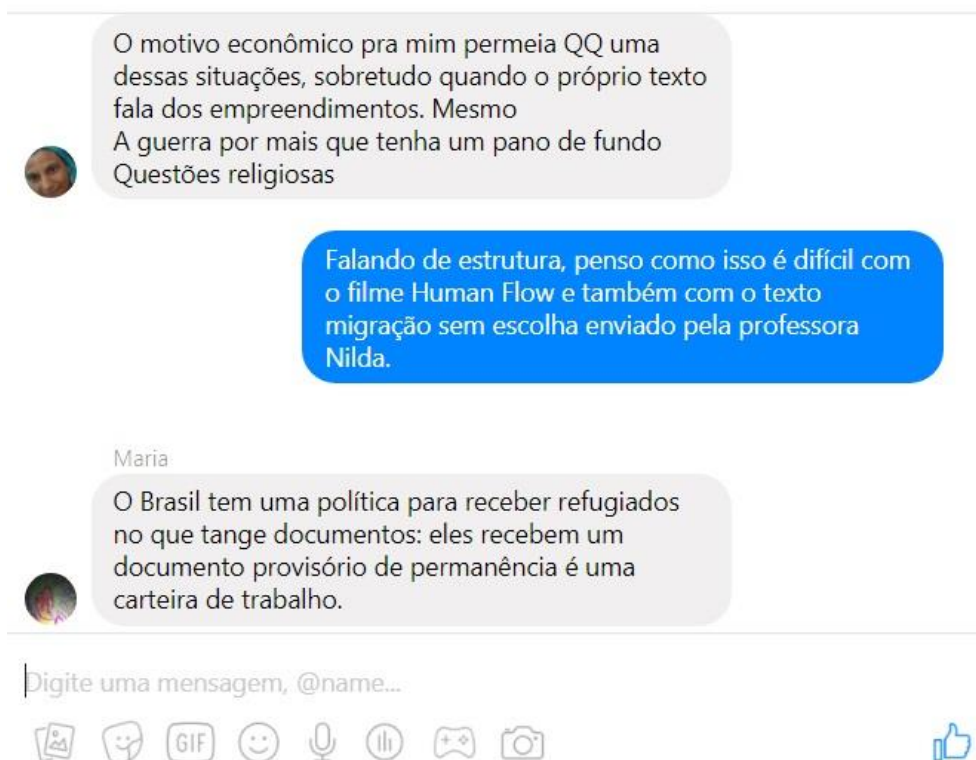 O motivo econômico pra mim permeia QQ uma
dessas situações, sobretudo quando o próprio texto
fala dos empreendimentos. Mesmo
A guerra por mais que tenha um pano de fundo
Questões religiosas
Falando de estrutura, penso como isso é difícil com
o filme Human Flow e também com o texto
migração sem escolha enviado pela professora
Nilda.
Maria
O Brasil tem uma política para receber refugiados
no que tange documentos: eles recebem um
documento provisório de permanência é uma
carteira de trabalho.
Digite uma mensagem, @name...
GIF